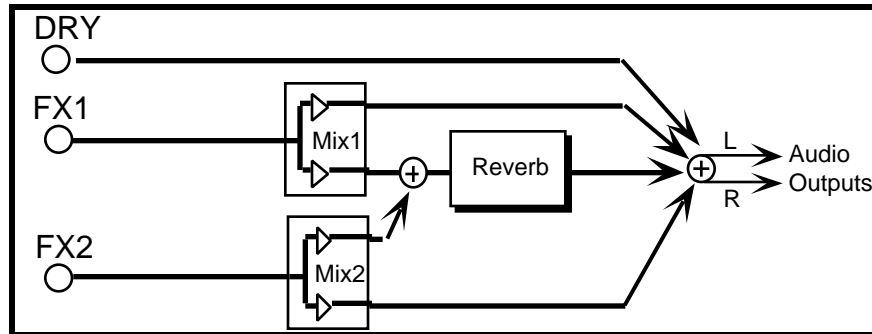 DRY
FX1
Mix1
+
Reverb
+
L
R
Audio
Outputs
FX2
Mix2